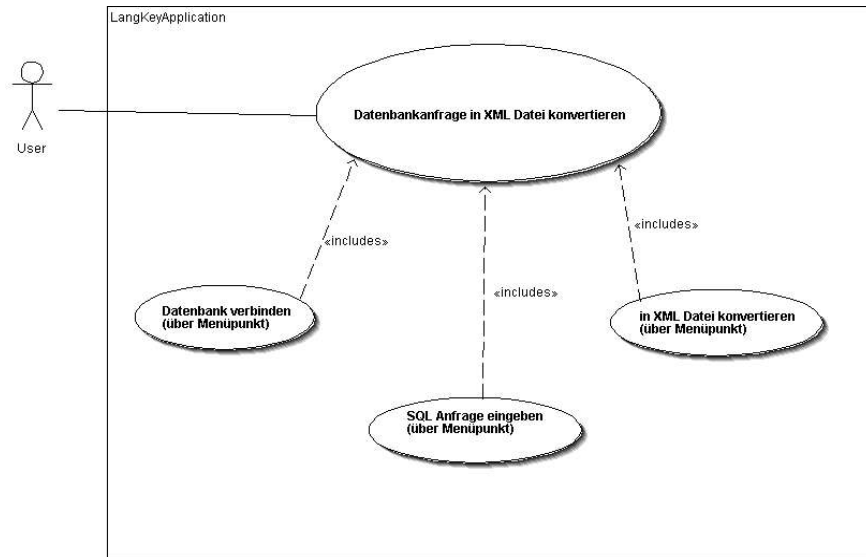 LangKeyApplication
Datenbankanfrage in XML Datei konvertieren
User
«includes»
«includes»
«includes»
Datenbank verbinden
(über Menüpunkt)
in XML Datei konvertieren
(über Menüpunkt)
SQL Anfrage eingeben
(über Menüpunkt)